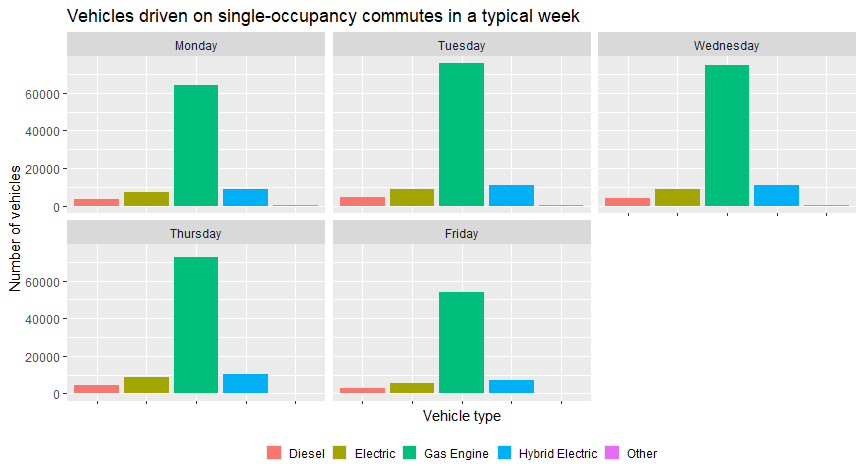 Vehicles driven on single-occupancy commutes in a typical week
Monday
Tuesday
Wednesday
60000
40000
20000
0
Number of vehicles
Thursday
Friday
60000
40000
20000
0
Vehicle type
Diesel Electric Gas Engine Hybrid Electric Other